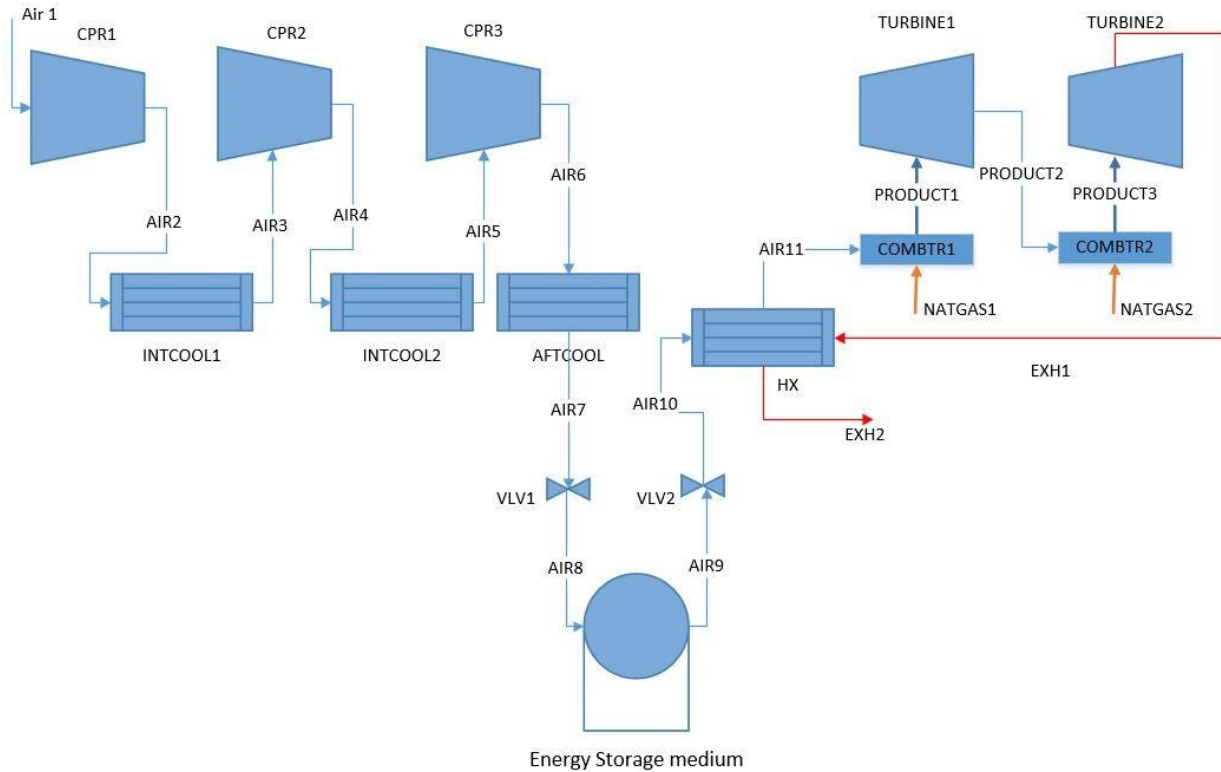 Air 1
CPR1
CPR2
CPR3
TURBINE1
TURBINE2
AIR2
AIR3
AIR4
AIR5
AIR6
PRODUCT1
PRODUCT2
PRODUCT3
AIR11
COMBTR1
COMBTR2
NATGAS1
NATGAS2
INTCOOL1
INTCOOL2
AFTCOOL
HX
EXH1
AIR7
AIR10
EXH2
VLV1
VLV2
AIR8
AIR9
Energy Storage medium